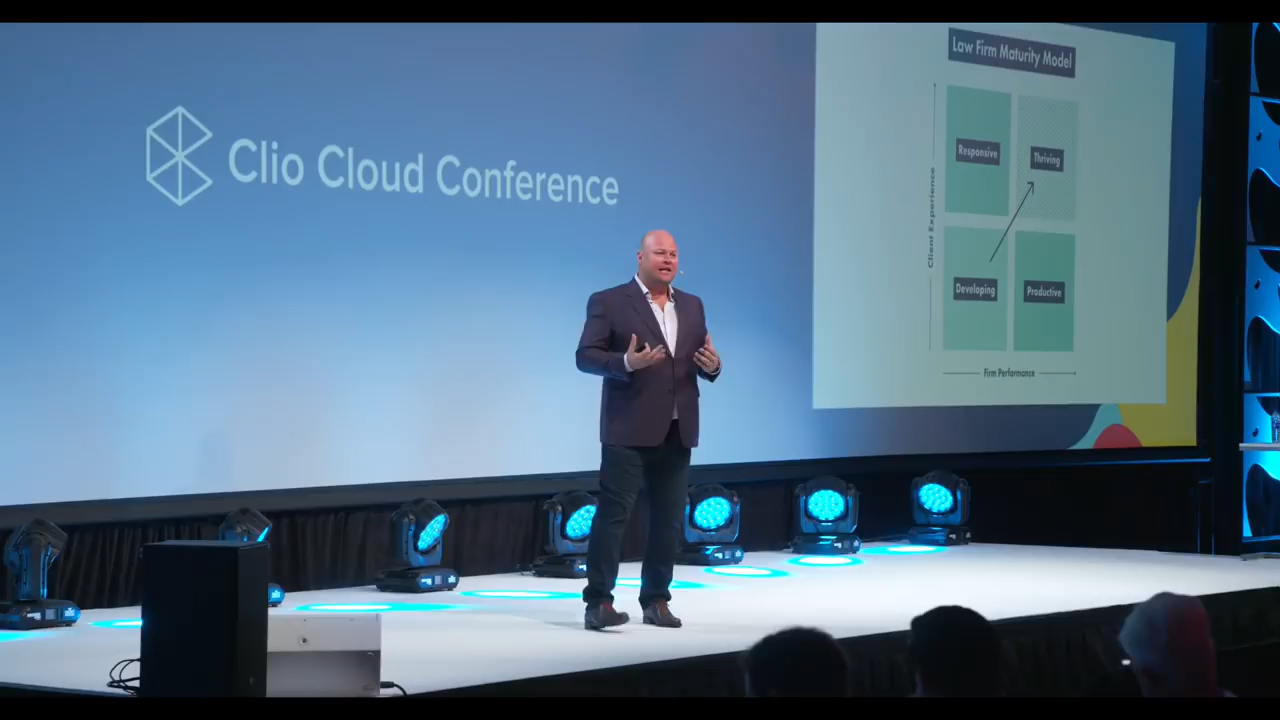 Clio Cloud Conference
Law Firm Maturity Model
Responsive
Thriving
Client Experience
Developing
Productive
Firm Performance